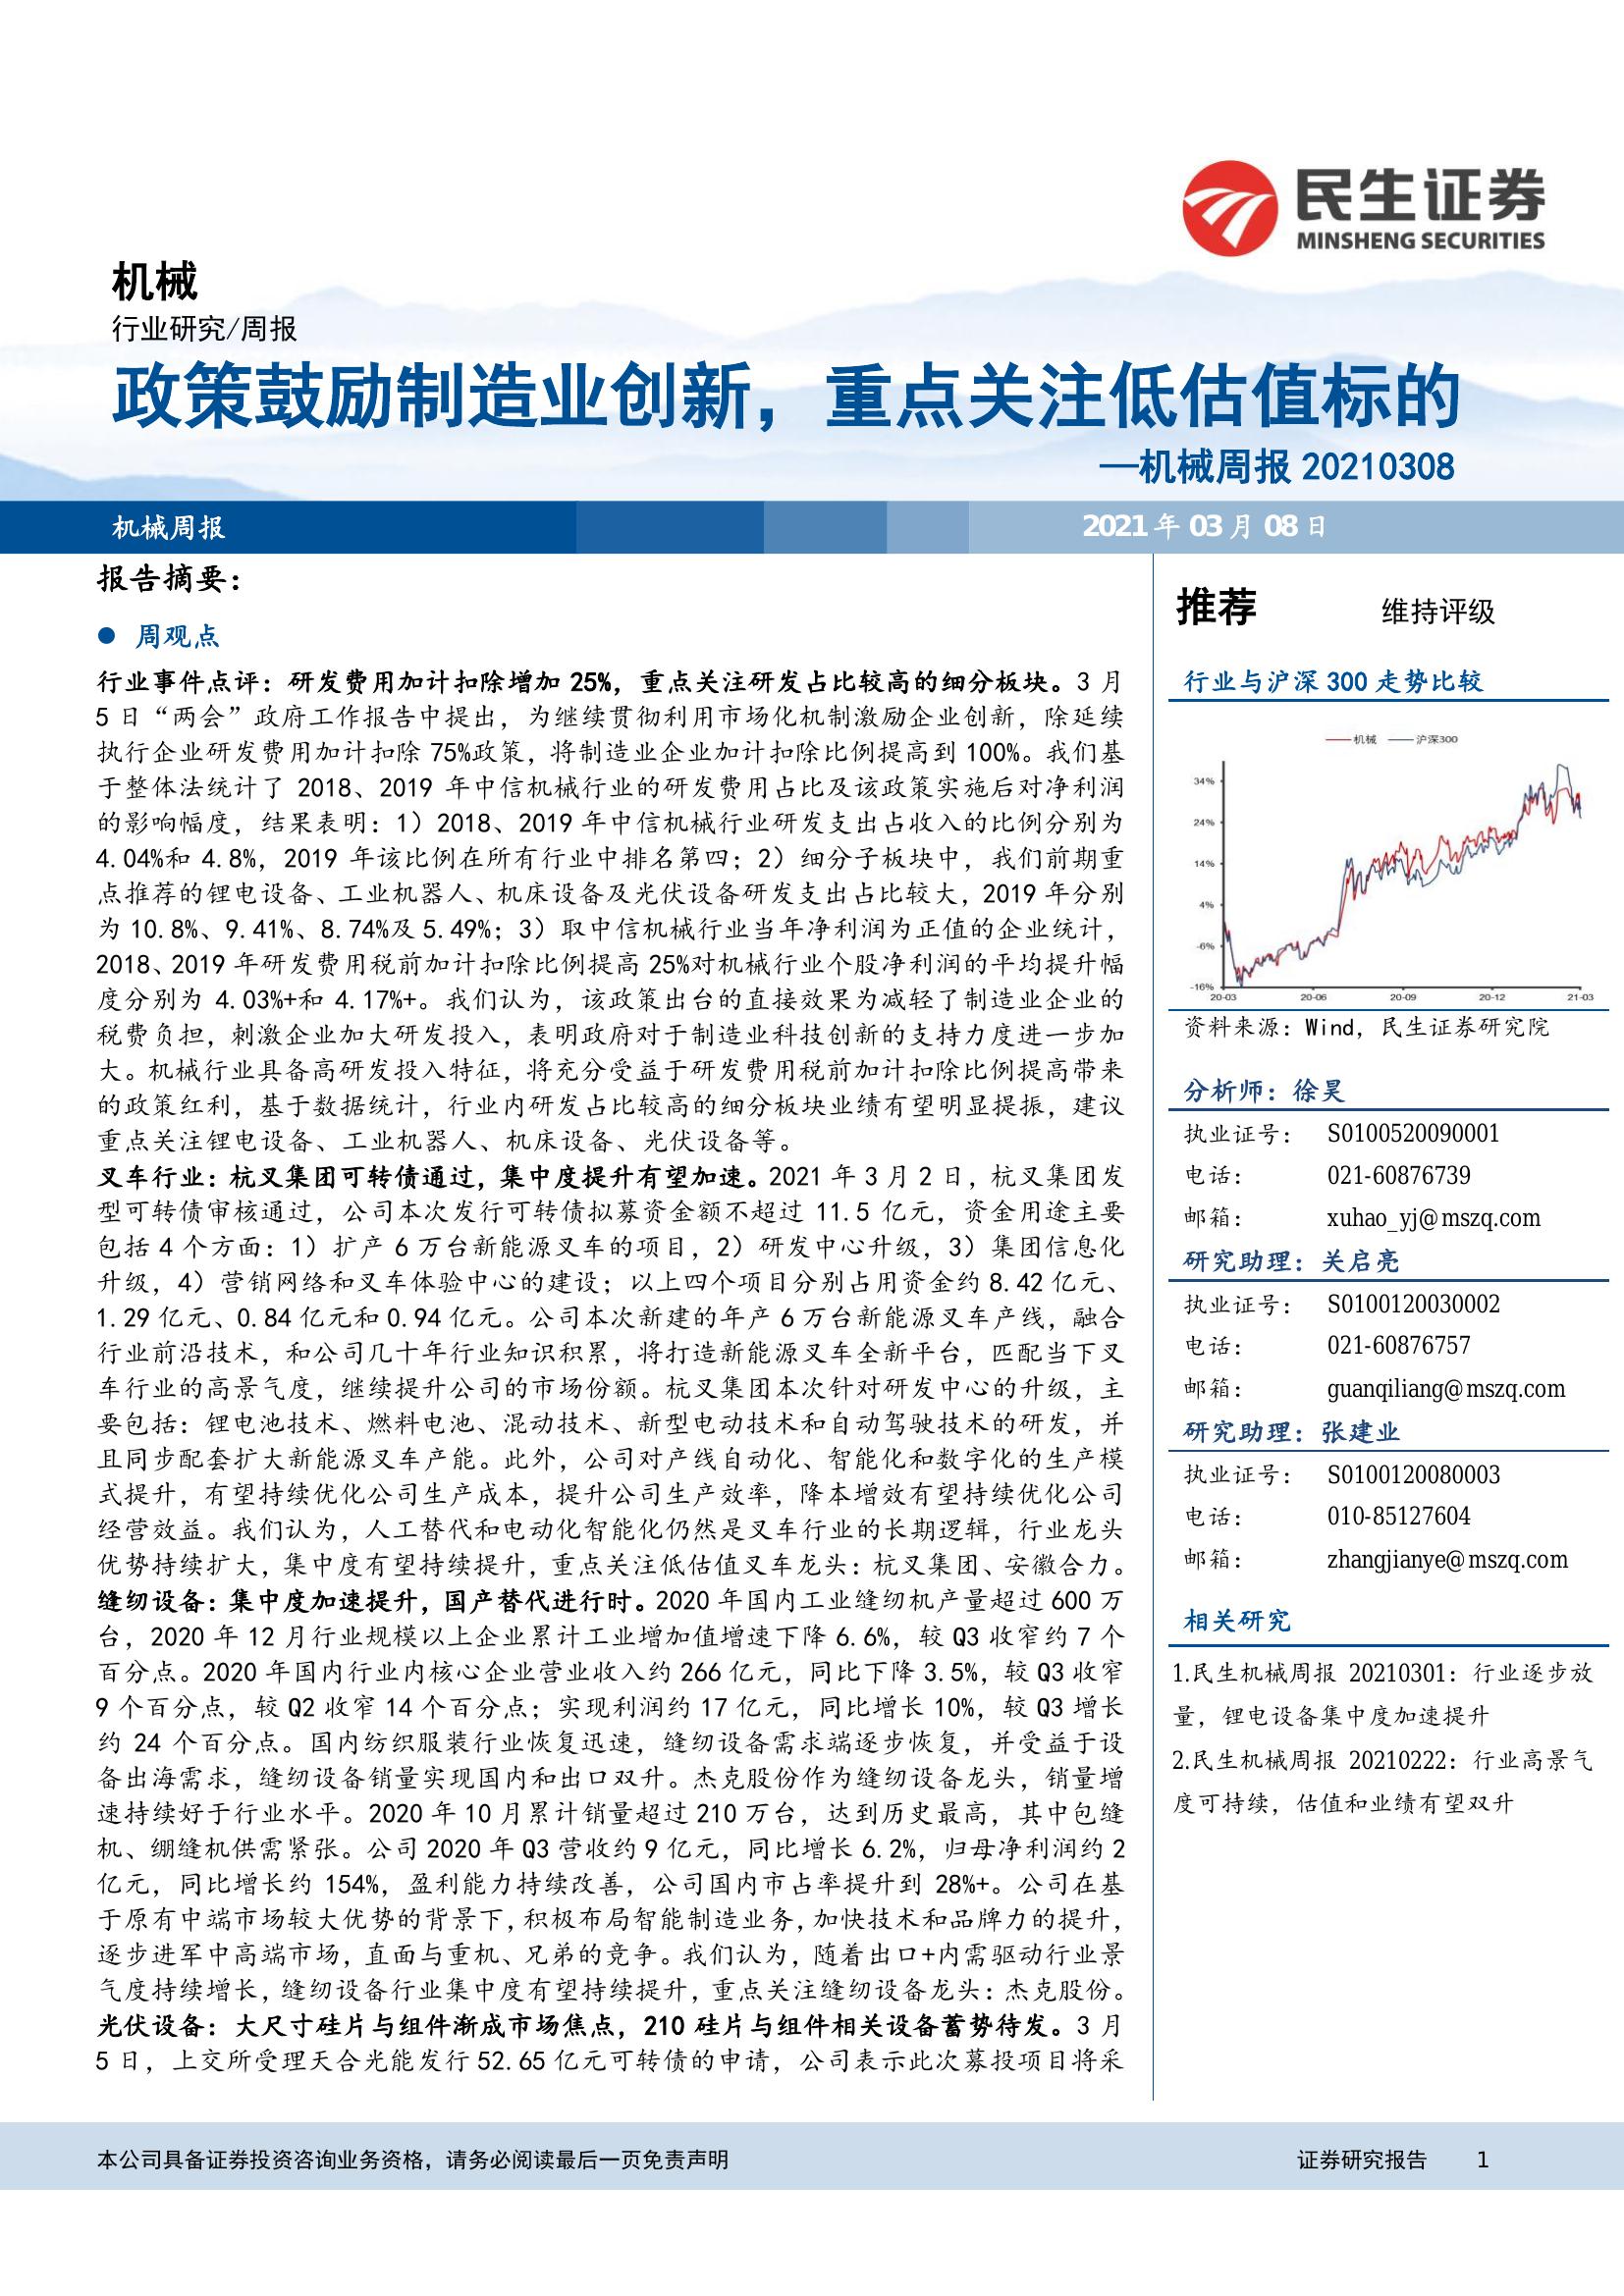 民生证券
MINSHENG SECURITIES
机械
行业研究/周报
政策鼓励制造业创新，重点关注低估值标的
—机械周报 20210308
机械周报
2021 年 03 月 08 日
报告摘要：
● 周观点
行业事件点评：研发费用加计扣除增加 25%，重点关注研发占比较高的细分板块。3 月
5 日“两会”政府工作报告中提出，为继续贯彻利用市场化机制激励企业创新，除延续
执行企业研发费用加计扣除 75%政策，将制造业企业加计扣除比例提高到 100%。我们基
于整体法统计了 2018、2019 年中信机械行业的研发费用占比及该政策实施后对净利润
的影响幅度，结果表明：1）2018、2019 年中信机械行业研发支出占收入的比例分别为
4.04%和 4.8%，2019 年该比例在所有行业中排名第四；2）细分子板块中，我们前期重
点推荐的锂电设备、工业机器人、机床设备及光伏设备研发支出占比较大，2019 年分别
为 10.8%、9.41%、8.74%及 5.49%；3）取中信机械行业当年净利润为正值的企业统计，
2018、2019 年研发费用税前加计扣除比例提高 25%对机械行业个股净利润的平均提升幅
度分别为 4.03%+和 4.17%+。我们认为，该政策出台的直接效果为减轻了制造业企业的
税费负担，刺激企业加大研发投入，表明政府对于制造业科技创新的支持力度进一步加
大。机械行业具备高研发投入特征，将充分受益于研发费用税前加计扣除比例提高带来
的政策红利，基于数据统计，行业内研发占比较高的细分板块业绩有望明显提振，建议
重点关注锂电设备、工业机器人、机床设备、光伏设备等。
叉车行业：杭叉集团可转债通过，集中度提升有望加速。2021 年 3 月 2 日，杭叉集团发
型可转债审核通过，公司本次发行可转债拟募资金额不超过 11.5 亿元，资金用途主要
包括 4 个方面：1）扩产 6 万台新能源叉车的项目，2）研发中心升级，3）集团信息化
升级，4）营销网络和叉车体验中心的建设；以上四个项目分别占用资金约 8.42 亿元、
1.29 亿元、0.84 亿元和 0.94 亿元。公司本次新建的年产 6 万台新能源叉车产线，融合
行业前沿技术，和公司几十年行业知识积累，将打造新能源叉车全新平台，匹配当下叉
车行业的高景气度，继续提升公司的市场份额。杭叉集团本次针对研发中心的升级，主
要包括：锂电池技术、燃料电池、混动技术、新型电动技术和自动驾驶技术的研发，并
且同步配套扩大新能源叉车产能。此外，公司对产线自动化、智能化和数字化的生产模
式提升，有望持续优化公司生产成本，提升公司生产效率，降本增效有望持续优化公司
经营效益。我们认为，人工替代和电动化智能化仍然是叉车行业的长期逻辑，行业龙头
优势持续扩大，集中度有望持续提升，重点关注低估值叉车龙头：杭叉集团、安徽合力。
缝纫设备：集中度加速提升，国产替代进行时。2020 年国内工业缝纫机产量超过 600 万
台，2020 年 12 月行业规模以上企业累计工业增加值增速下降 6.6%，较 Q3 收窄约 7 个
百分点。2020 年国内行业内核心企业营业收入约 266 亿元，同比下降 3.5%，较 Q3 收窄
9 个百分点，较 Q2 收窄 14 个百分点；实现利润约 17 亿元，同比增长 10%，较 Q3 增长
约 24 个百分点。国内纺织服装行业恢复迅速，缝纫设备需求端逐步恢复，并受益于设
备出海需求，缝纫设备销量实现国内和出口双升。杰克股份作为缝纫设备龙头，销量增
速持续好于行业水平。2020 年 10 月累计销量超过 210 万台，达到历史最高，其中包缝
机、绷缝机供需紧张。公司 2020 年 Q3 营收约 9 亿元，同比增长 6.2%，归母净利润约 2
亿元，同比增长约 154%，盈利能力持续改善，公司国内市占率提升到 28%+。公司在基
于原有中端市场较大优势的背景下，积极布局智能制造业务，加快技术和品牌力的提升，
逐步进军中高端市场，直面与重机、兄弟的竞争。我们认为，随着出口+内需驱动行业景
气度持续增长，缝纫设备行业集中度有望持续提升，重点关注缝纫设备龙头：杰克股份。
光伏设备：大尺寸硅片与组件渐成市场焦点，210 硅片与组件相关设备蓄势待发。3 月
5 日，上交所受理天合光能发行 52.65 亿元可转债的申请，公司表示此次募投项目将采
推荐 维持评级
行业与沪深 300 走势比较
机械 沪深300
34%
24%
14%
4%
-6%
-16%
20-03 20-06 20-09 20-12 21-03
资料来源：Wind，民生证券研究院
分析师：徐昊
执业证号： S0100520090001
电话： 021-60876739
邮箱： xuhao_yj@mszq.com
研究助理：关启亮
执业证号： S0100120030002
电话： 021-60876757
邮箱： guanqiliang@mszq.com
研究助理：张建业
执业证号： S0100120080003
电话： 010-85127604
邮箱： zhangjianye@mszq.com
相关研究
1.民生机械周报 20210301：行业逐步放
量，锂电设备集中度加速提升
2.民生机械周报 20210222：行业高景气
度可持续，估值和业绩有望双升
本公司具备证券投资咨询业务资格，请务必阅读最后一页免责声明
证券研究报告 1